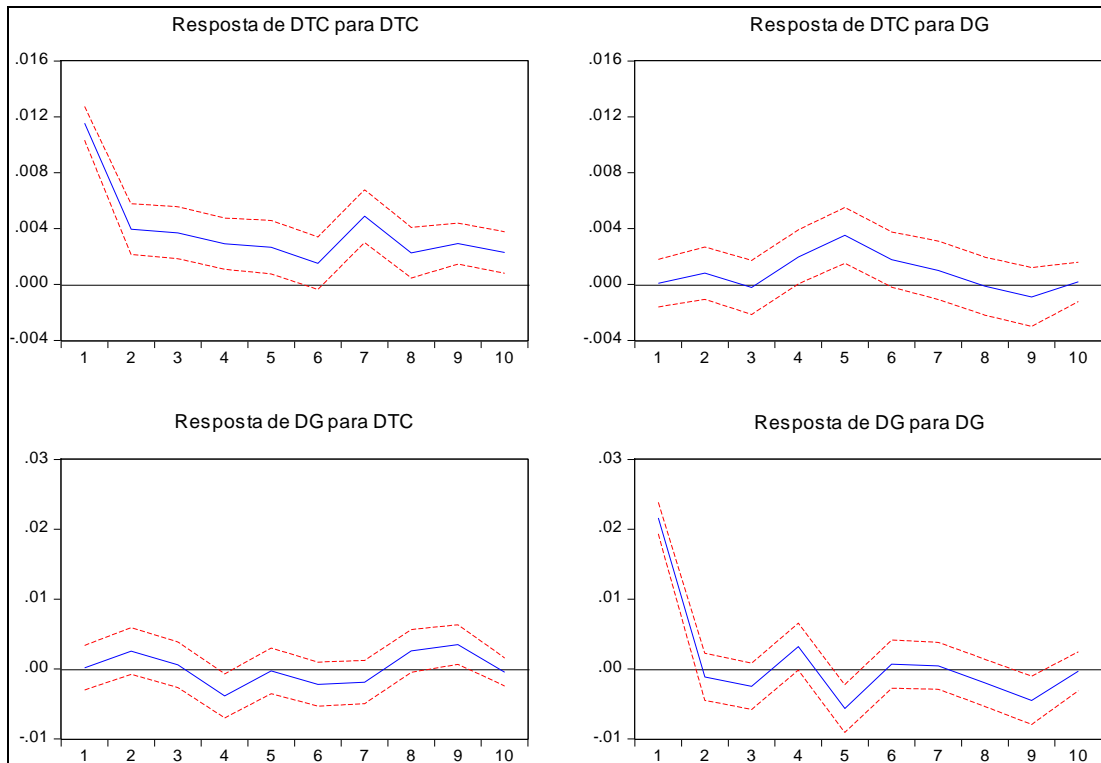 Resposta de DTC para DTC
.016
.012
.008
.004
.000
-.004
1 2 3 4 5 6 7 8 9 10
Resposta de DTC para DG
.016
.012
.008
.004
.000
-.004
1 2 3 4 5 6 7 8 9 10
Resposta de DG para DTC
.03
.02
.01
.00
-.01
1 2 3 4 5 6 7 8 9 10
Resposta de DG para DG
.03
.02
.01
.00
-.01
1 2 3 4 5 6 7 8 9 10